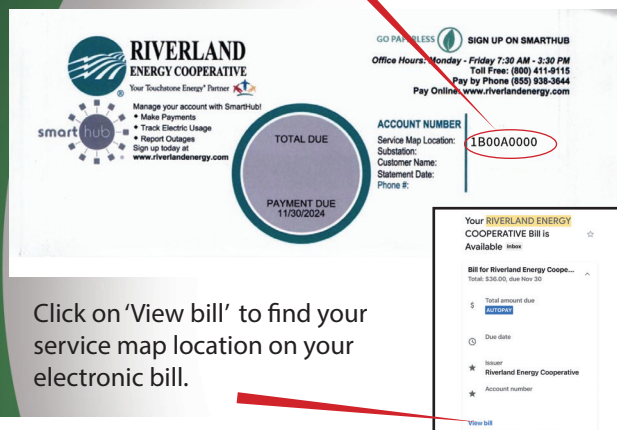 RIVERLAND
ENERGY COOPERATIVE
Your Touchstone Energy® Partner
®
smart hub
Manage your account with SmartHub!
• Make Payments
• Track Electric Usage
• Report Outages
Sign up today at
www.riverlandenergy.com
TOTAL DUE
PAYMENT DUE
11/30/2024
GO PAPERLESS SIGN UP ON SMARTHUB
Office Hours: Monday - Friday 7:30 AM - 3:30 PM
Toll Free: (800) 411-9115
Pay by Phone (855) 938-3644
Pay Online: www.riverlandenergy.com
ACCOUNT NUMBER
Service Map Location: 1B00A0000
Substation:
Customer Name:
Statement Date:
Phone #:
Click on 'View bill' to find your
service map location on your
electronic bill.
Your RIVERLAND ENERGY
COOPERATIVE Bill is
Available Inbox
Bill for Riverland Energy Coope...
Total: $36.00, due Nov 30
$ Total amount due
AUTOPAY
Due date
Issuer
Riverland Energy Cooperative
Account number
View bill